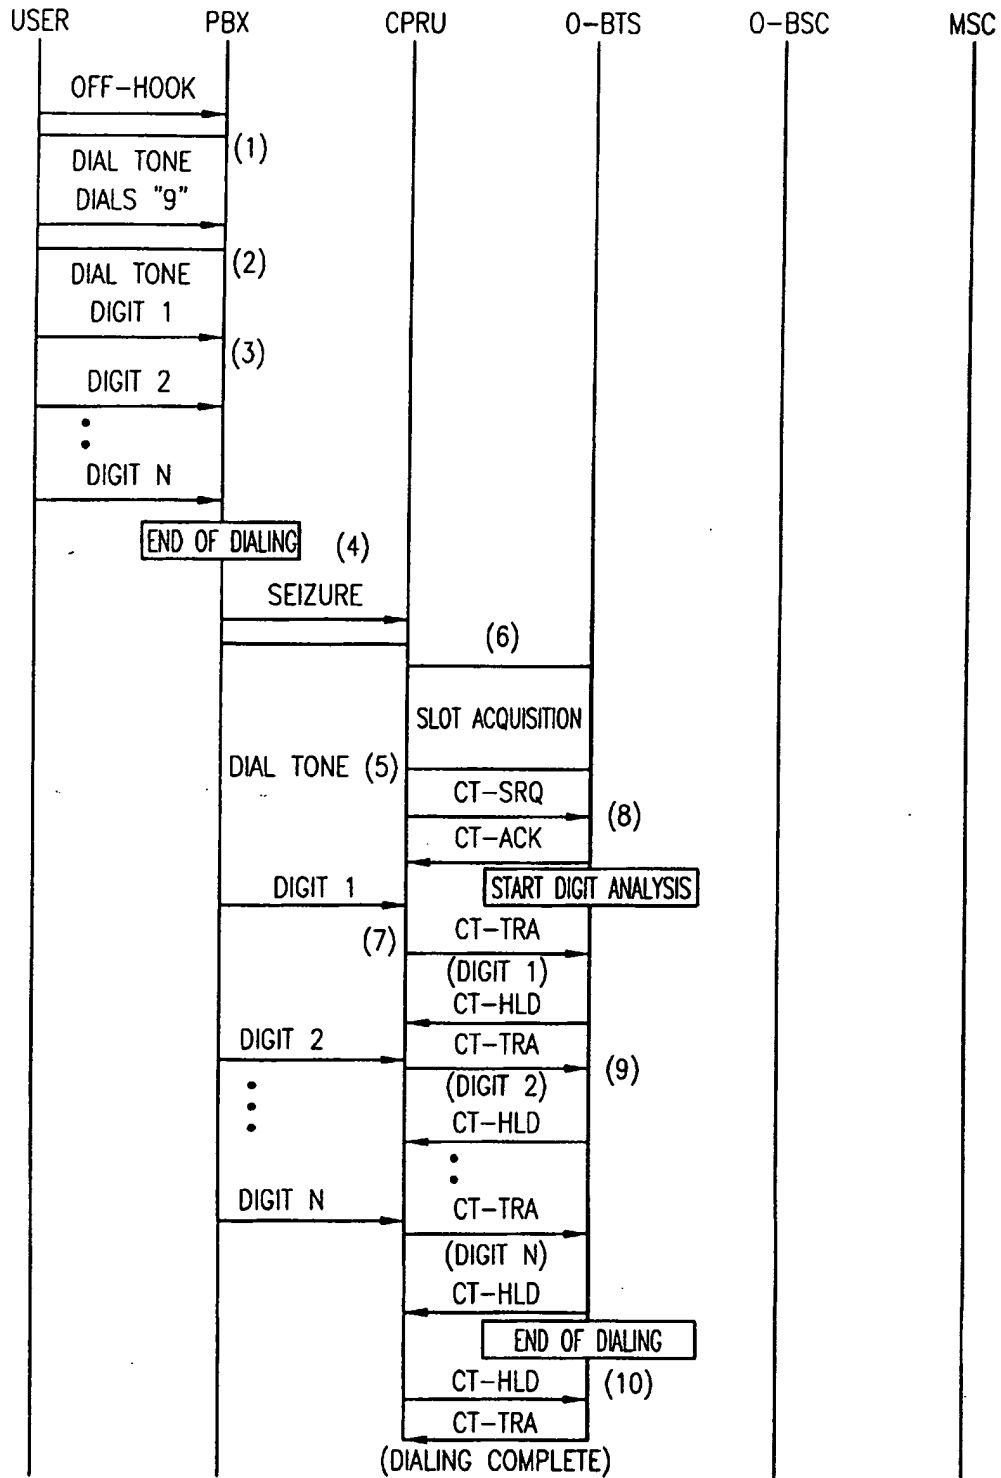 USER PBX CPRU O-BTS O-BSC MSC
OFF-HOOK
(1)
DIAL TONE
DIALS "9"
(2)
DIAL TONE
DIGIT 1
(3)
DIGIT 2
DIGIT N
END OF DIALING (4)
SEIZURE
(6)
SLOT ACQUISITION
DIAL TONE (5)
CT-SRQ
(8)
CT-ACK
DIGIT 1
START DIGIT ANALYSIS
CT-TRA
(7)
(DIGIT 1)
CT-HLD
DIGIT 2
CT-TRA
(9)
(DIGIT 2)
CT-HLD
DIGIT N
CT-TRA
(DIGIT N)
CT-HLD
END OF DIALING
CT-HLD
(10)
CT-TRA
(DIALING COMPLETE)